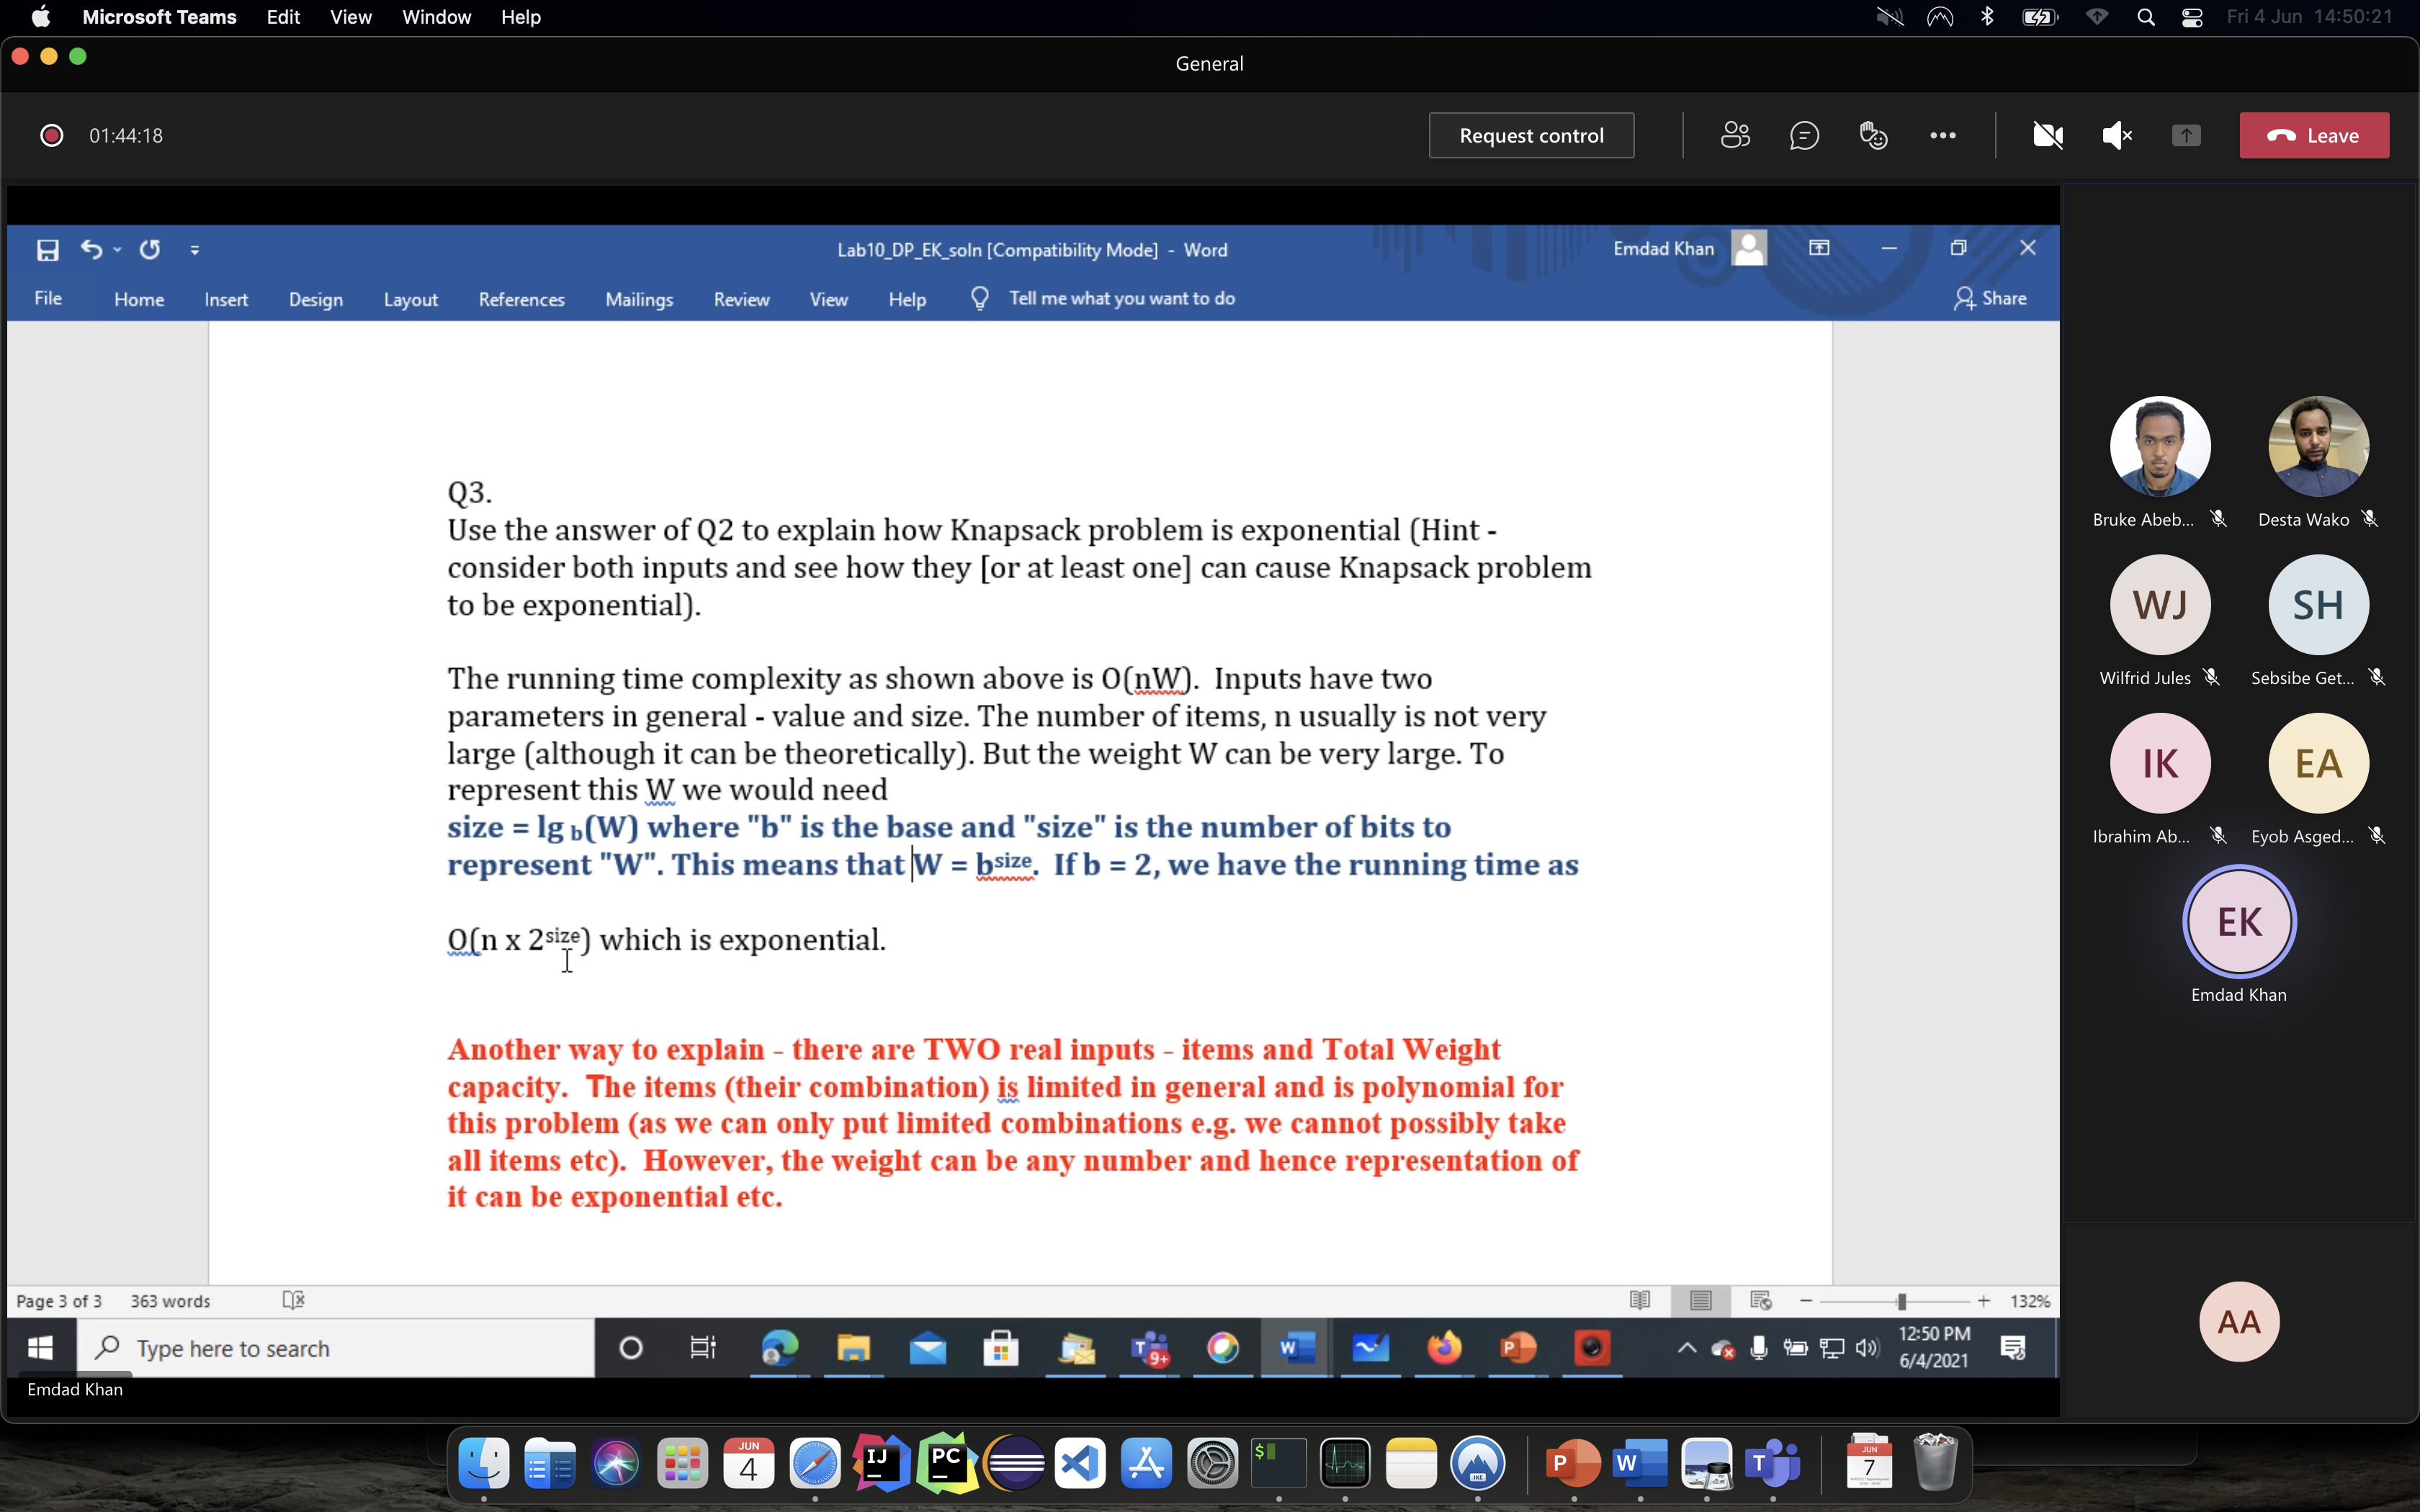 Microsoft Teams Edit View Window Help
Fri 4 Jun 14:50:21
General
01:44:18
Request control
Leave
Lab10_DP_EK_soln [Compatibility Mode] - Word
Emdad Khan
File Home Insert Design Layout References Mailings Review View Help Tell me what you want to do
Share
Q3.
Use the answer of Q2 to explain how Knapsack problem is exponential (Hint -
consider both inputs and see how they [or at least one] can cause Knapsack problem
to be exponential).
The running time complexity as shown above is O(nW). Inputs have two
parameters in general - value and size. The number of items, n usually is not very
large (although it can be theoretically). But the weight W can be very large. To
represent this W we would need
size = lg b(W) where "b" is the base and "size" is the number of bits to
represent "W". This means that W = bsize. If b = 2, we have the running time as
O(n x 2size) which is exponential.
Another way to explain - there are TWO real inputs - items and Total Weight
capacity. The items (their combination) is limited in general and is polynomial for
this problem (as we can only put limited combinations e.g. we cannot possibly take
all items etc). However, the weight can be any number and hence representation of
it can be exponential etc.
Page 3 of 3 363 words
132%
Type here to search
9+
12:50 PM
6/4/2021
Emdad Khan
Bruke Abeb...
Desta Wako
WJ
SH
Wilfrid Jules
Sebsibe Get...
IK
EA
Ibrahim Ab...
Eyob Asged...
EK
Emdad Khan
AA
JUN
4
IJ
PC
$
IKE
P
W
T
JUN
7